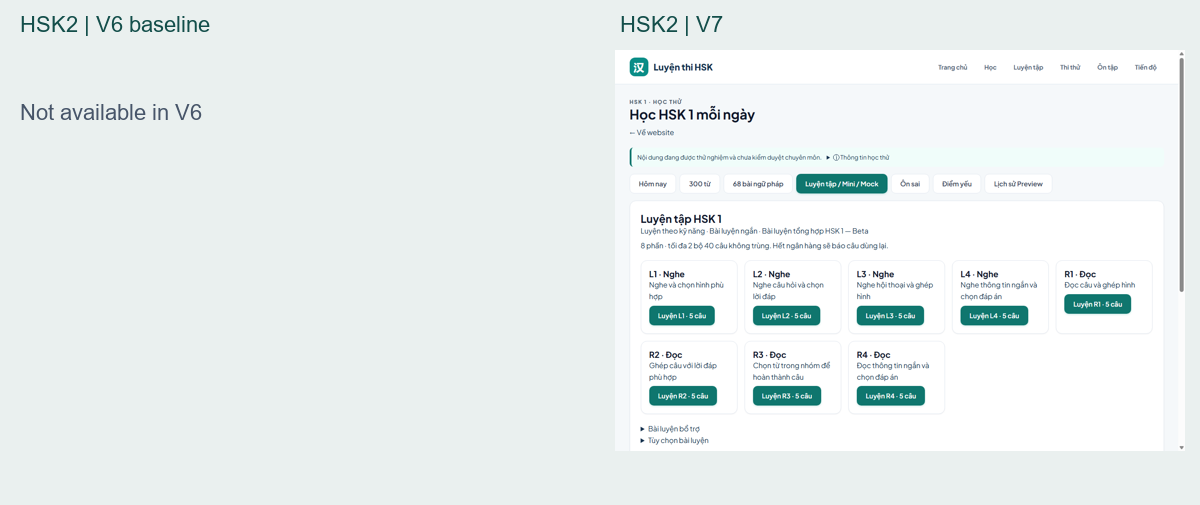 HSK2 | V6 baseline
Not available in V6
HSK2 | V7
汉 Luyện thi HSK
Trang chủ Học Luyện tập Thi thử Ôn tập Tiến độ
HSK 1 · HỌC THỬ
Học HSK 1 mỗi ngày
← Về website
Nội dung đang được thử nghiệm và chưa kiểm duyệt chuyên môn. ▶ ⓘ Thông tin học thử
Hôm nay 300 từ 68 bài ngữ pháp Luyện tập / Mini / Mock Ôn sai Điểm yếu Lịch sử Preview
Luyện tập HSK 1
Luyện theo kỹ năng · Bài luyện ngắn · Bài luyện tổng hợp HSK 1 — Beta
8 phần · tối đa 2 bộ 40 câu không trùng. Hết ngân hàng sẽ báo câu dùng lại.
L1 · Nghe
Nghe và chọn hình phù
hợp
Luyện L1 · 5 câu
L2 · Nghe
Nghe câu hỏi và chọn
lời đáp
Luyện L2 · 5 câu
L3 · Nghe
Nghe hội thoại và ghép
hình
Luyện L3 · 5 câu
L4 · Nghe
Nghe thông tin ngắn và
chọn đáp án
Luyện L4 · 5 câu
R1 · Đọc
Đọc câu và ghép hình
Luyện R1 · 5 câu
R2 · Đọc
Ghép câu với lời đáp
phù hợp
Luyện R2 · 5 câu
R3 · Đọc
Chọn từ trong nhóm để
hoàn thành câu
Luyện R3 · 5 câu
R4 · Đọc
Đọc thông tin ngắn và
chọn đáp án
Luyện R4 · 5 câu
▶ Bài luyện bổ trợ
▶ Tùy chọn bài luyện